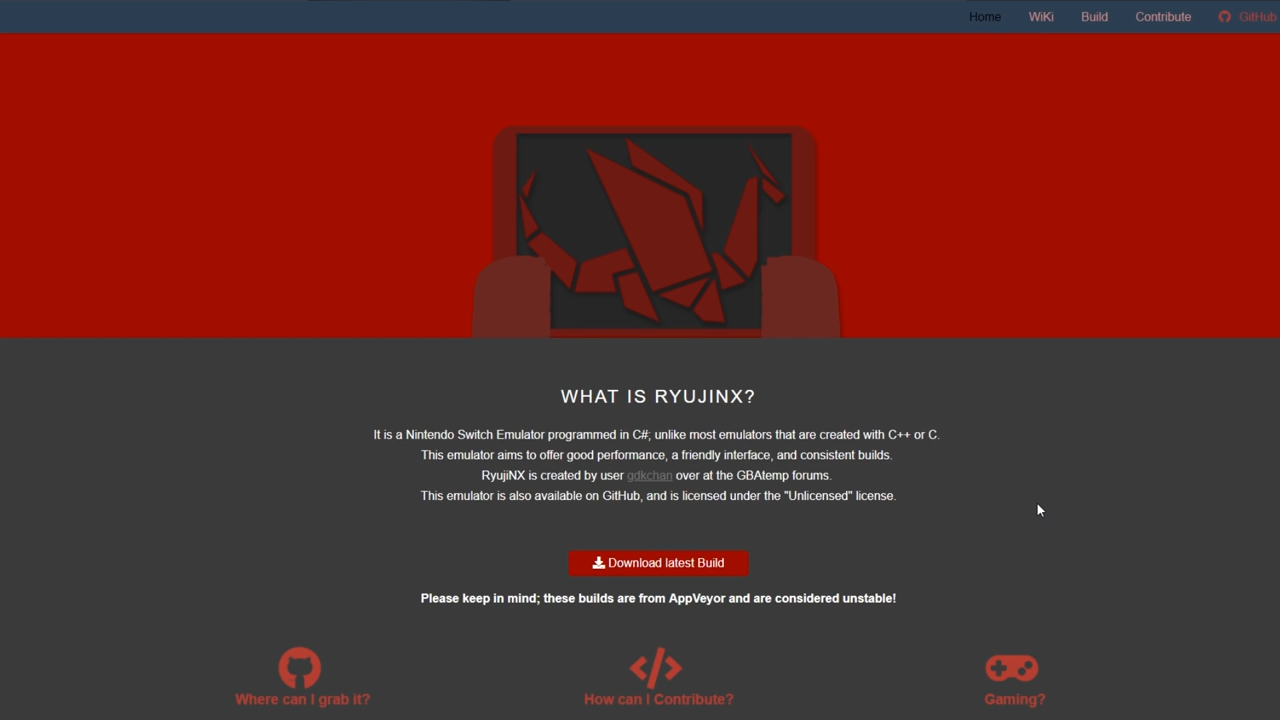 Home WiKi Build Contribute GitHub
WHAT IS RYUJINX?
It is a Nintendo Switch Emulator programmed in C#; unlike most emulators that are created with C++ or C.
This emulator aims to offer good performance, a friendly interface, and consistent builds.
RyujiNX is created by user gdkchan over at the GBAtemp forums.
This emulator is also available on GitHub, and is licensed under the "Unlicensed" license.
Download latest Build
Please keep in mind; these builds are from AppVeyor and are considered unstable!
Where can I grab it? How can I Contribute? Gaming?